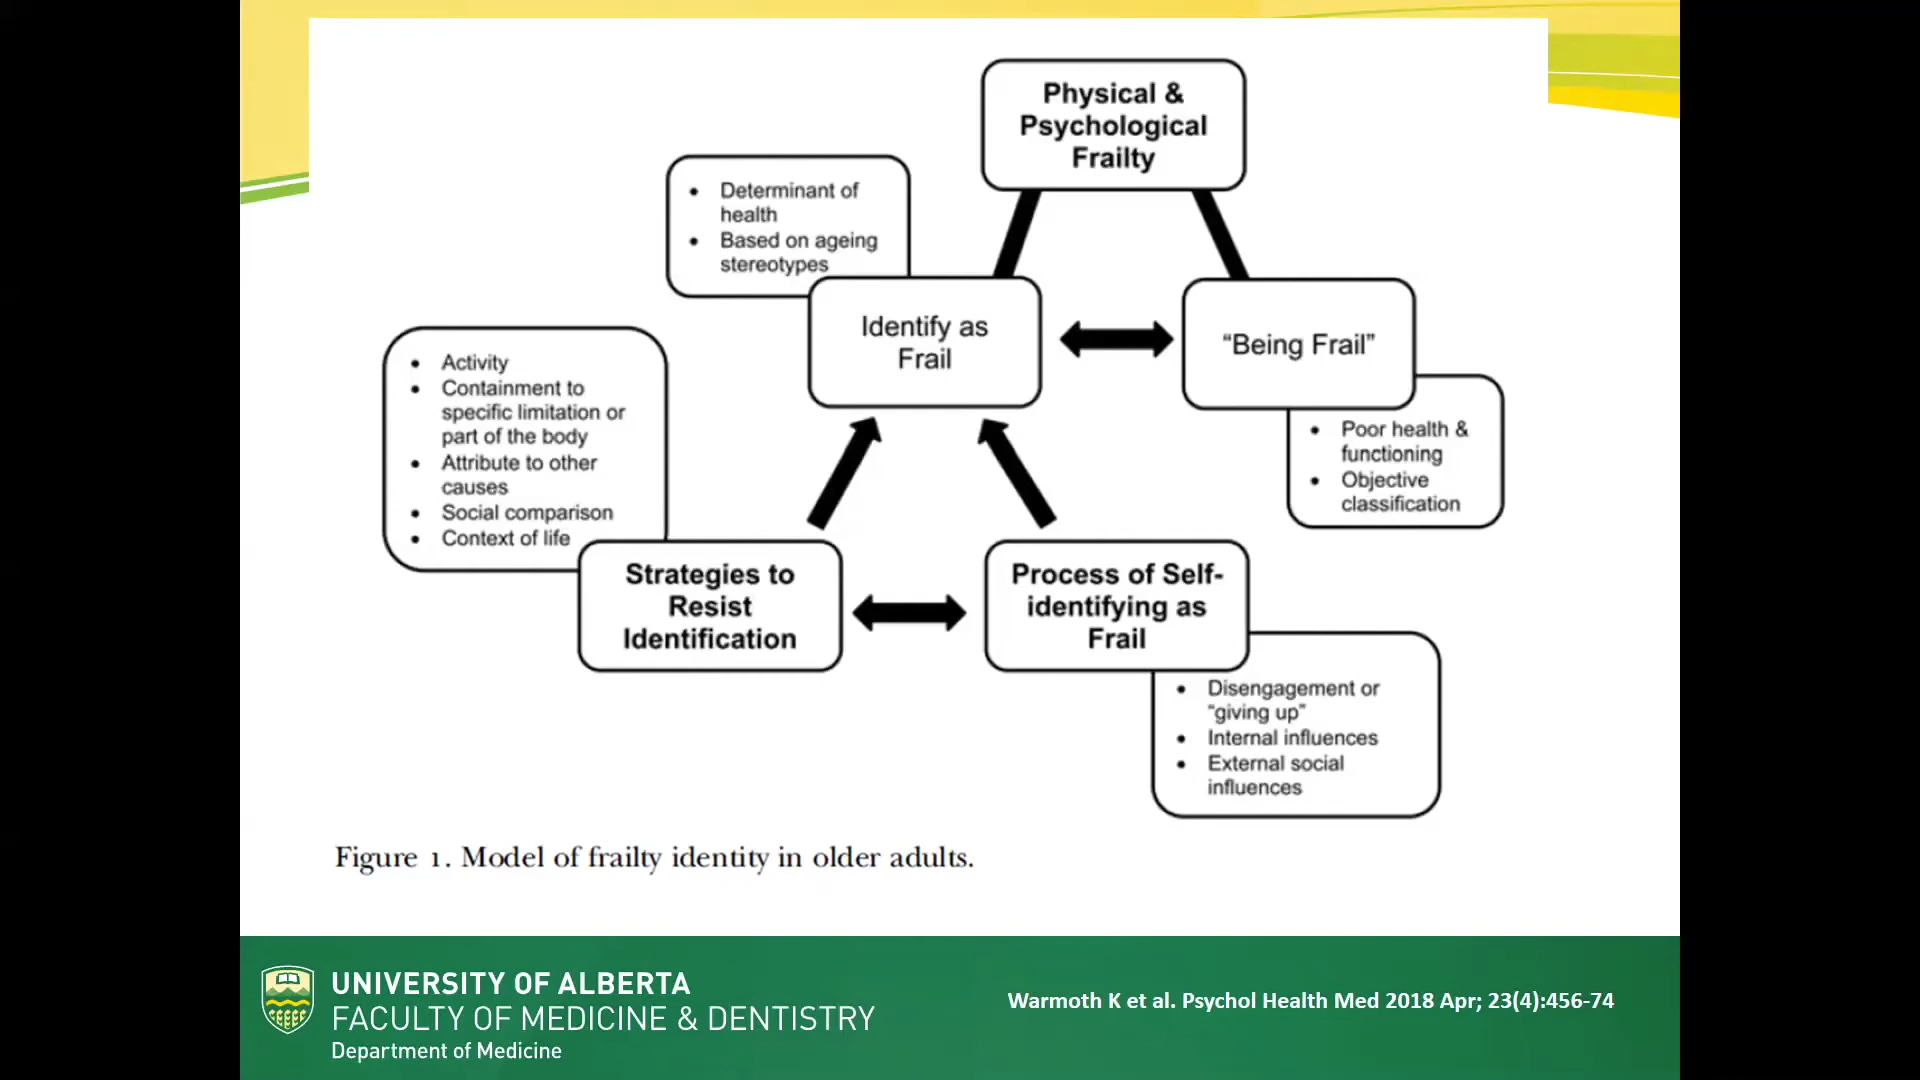 Physical &
Psychological
Frailty
• Determinant of
health
• Based on ageing
stereotypes
Identify as
Frail
“Being Frail”
• Poor health &
functioning
• Objective
classification
• Activity
• Containment to
specific limitation or
part of the body
• Attribute to other
causes
• Social comparison
• Context of life
Strategies to
Resist
Identification
Process of Self-
identifying as
Frail
• Disengagement or
“giving up”
• Internal influences
• External social
influences
Figure 1. Model of frailty identity in older adults.
UNIVERSITY OF ALBERTA
FACULTY OF MEDICINE & DENTISTRY
Department of Medicine
Warmoth K et al. Psychol Health Med 2018 Apr; 23(4):456-74